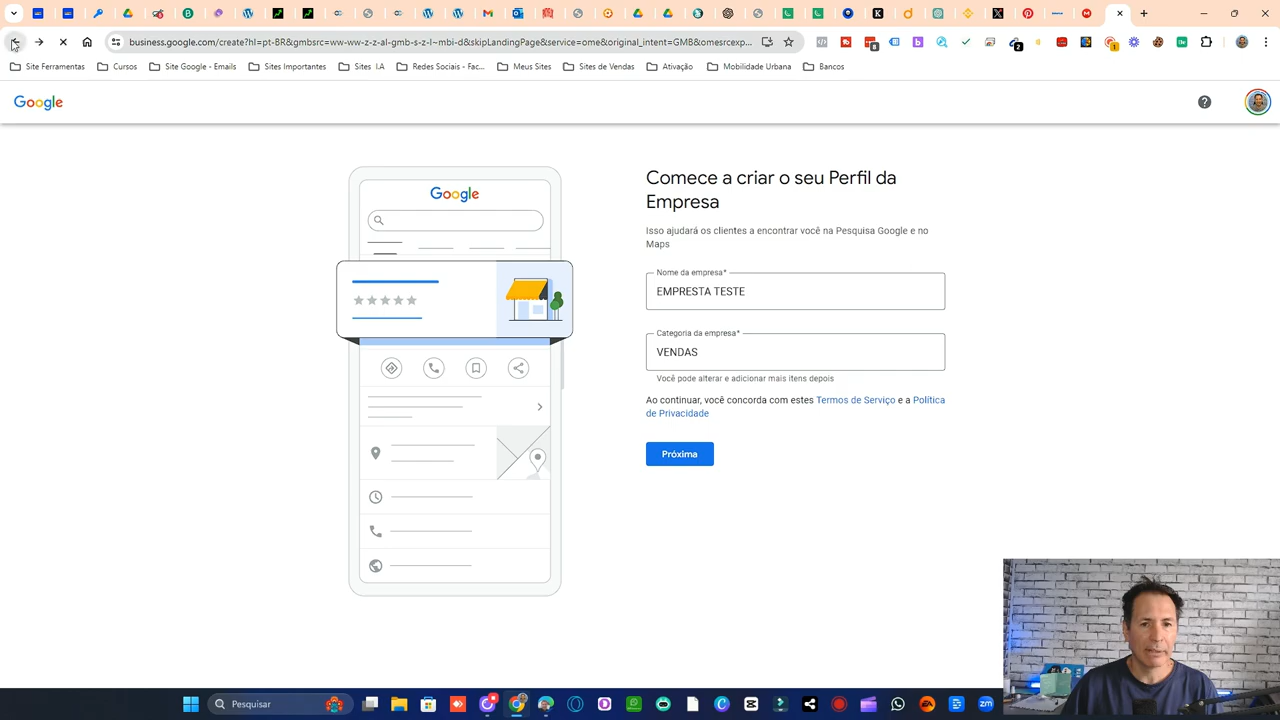 business.google.com/create?hl=pt-BR&gmbsrc=ww-ww-z-z-al-gmb-s-z-l~mbi-d&skipLandingPage&service=ome&original_intent=GMB&omesrcexp...
Site Ferramentas
Cursos
Site Google - Emails
Sites Importantes
Sites I.A
Redes Sociais - Fac...
Meus Sites
Sites de Vendas
Ativação
Mobilidade Urbana
Bancos
Google
Google
Comece a criar o seu Perfil da
Empresa
Isso ajudará os clientes a encontrar você na Pesquisa Google e no
Maps
Nome da empresa*
EMPRESTA TESTE
Categoria da empresa*
VENDAS
Você pode alterar e adicionar mais itens depois
Ao continuar, você concorda com estes Termos de Serviço e a Política
de Privacidade
Próxima
Pesquisar